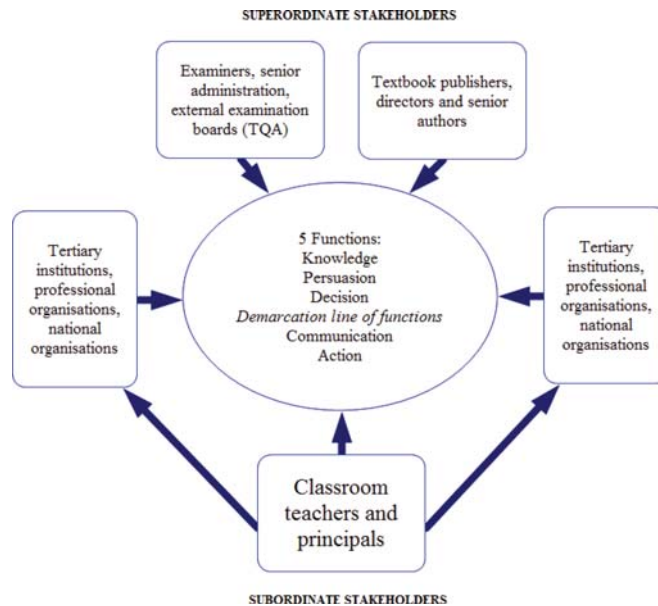 SUPERORDINATE STAKEHOLDERS
Examiners, senior
administration,
external examination
boards (TQA)
Textbook publishers,
directors and senior
authors
Tertiary
institutions,
professional
organisations,
national
organisations
5 Functions:
Knowledge
Persuasion
Decision
Demarcation line of functions
Communication
Action
Tertiary
institutions,
professional
organisations,
national
organisations
Classroom
teachers and
principals
SUBORDINATE STAKEHOLDERS